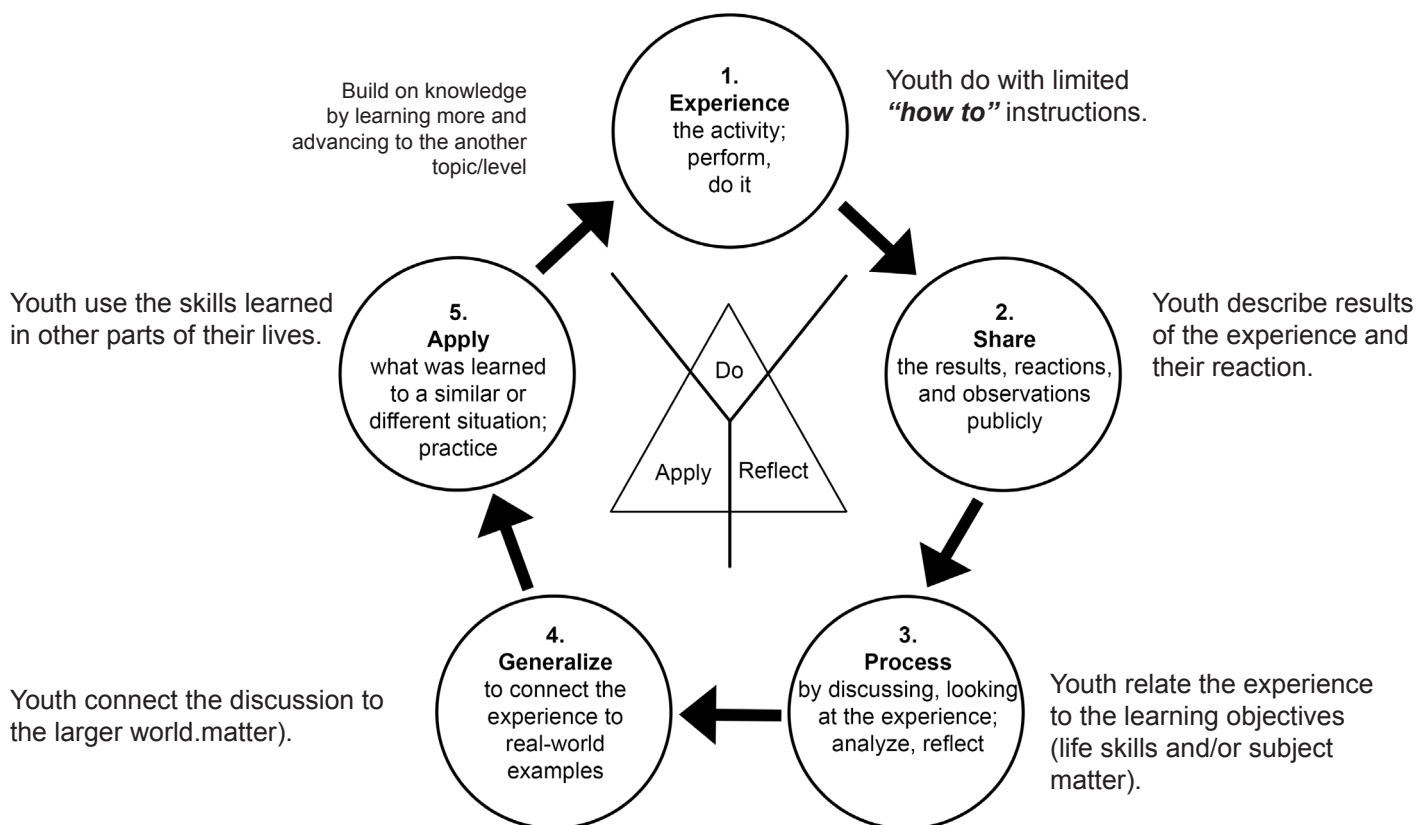 1.
Experience
the activity;
perform,
do it
Youth do with limited
“how to” instructions.
2.
Share
the results, reactions,
and observations
publicly
Youth describe results
of the experience and
their reaction.
3.
Process
by discussing, looking
at the experience;
analyze, reflect
Youth relate the experience
to the learning objectives
(life skills and/or subject
matter).
4.
Generalize
to connect the
experience to
real-world
examples
Youth connect the discussion to
the larger world.matter).
5.
Apply
what was learned
to a similar or
different situation;
practice
Youth use the skills learned
in other parts of their lives.
Build on knowledge
by learning more and
advancing to the another
topic/level
Do
Reflect
Apply